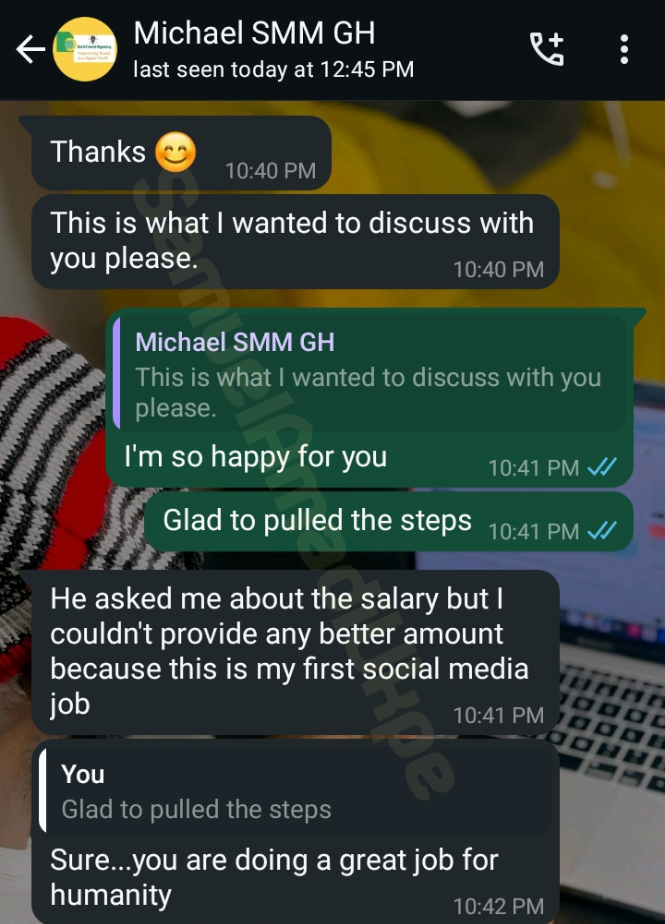 Michael SMM GH
last seen today at 12:45 PM
Thanks 😊 10:40 PM
This is what I wanted to discuss with
you please. 10:40 PM
Michael SMM GH
This is what I wanted to discuss with you
please.
I'm so happy for you 10:41 PM
Glad to pulled the steps 10:41 PM
He asked me about the salary but I
couldn't provide any better amount
because this is my first social media
job 10:41 PM
You
Glad to pulled the steps
Sure...you are doing a great job for
humanity 10:42 PM
SamuelAmadiUkpe